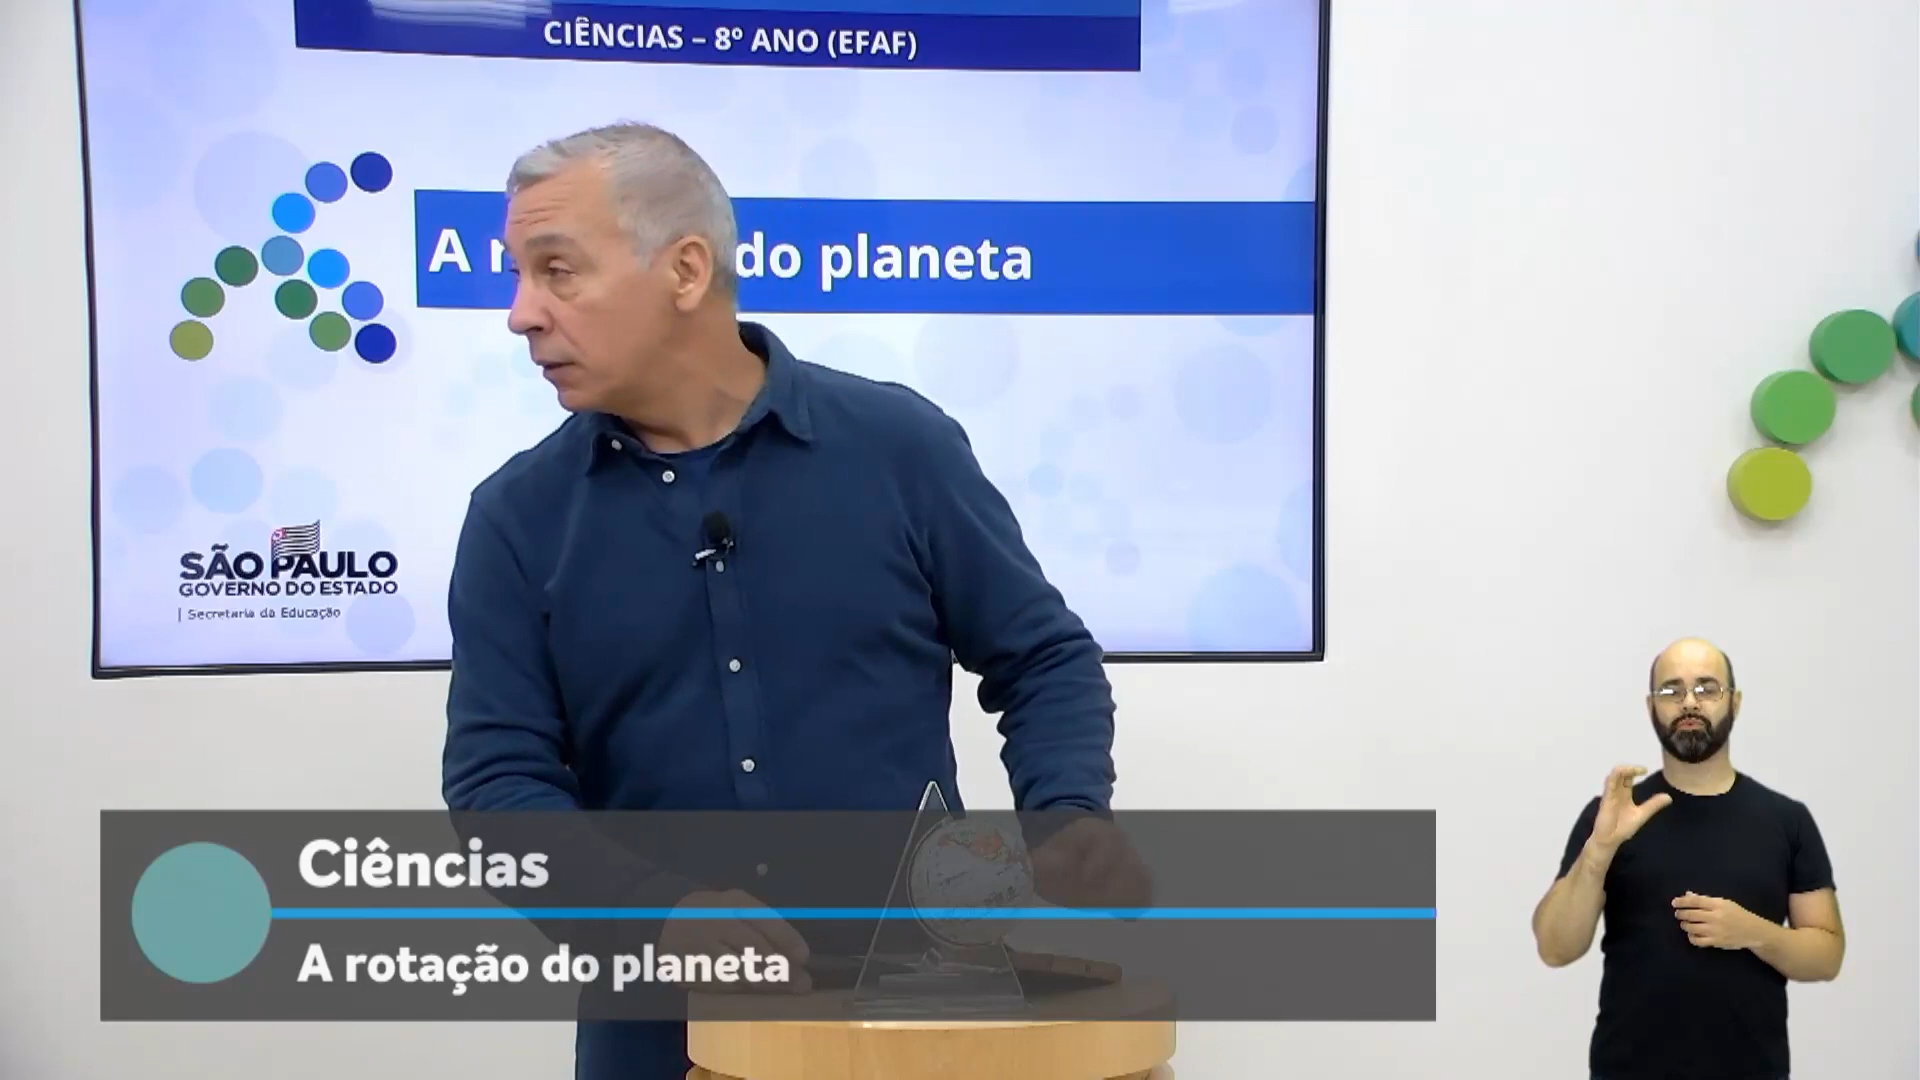 CIÊNCIAS – 8º ANO (EFAF)
A do planeta
SÃO PAULO
GOVERNO DO ESTADO
| Secretaria da Educação
Ciências
A rotação do planeta